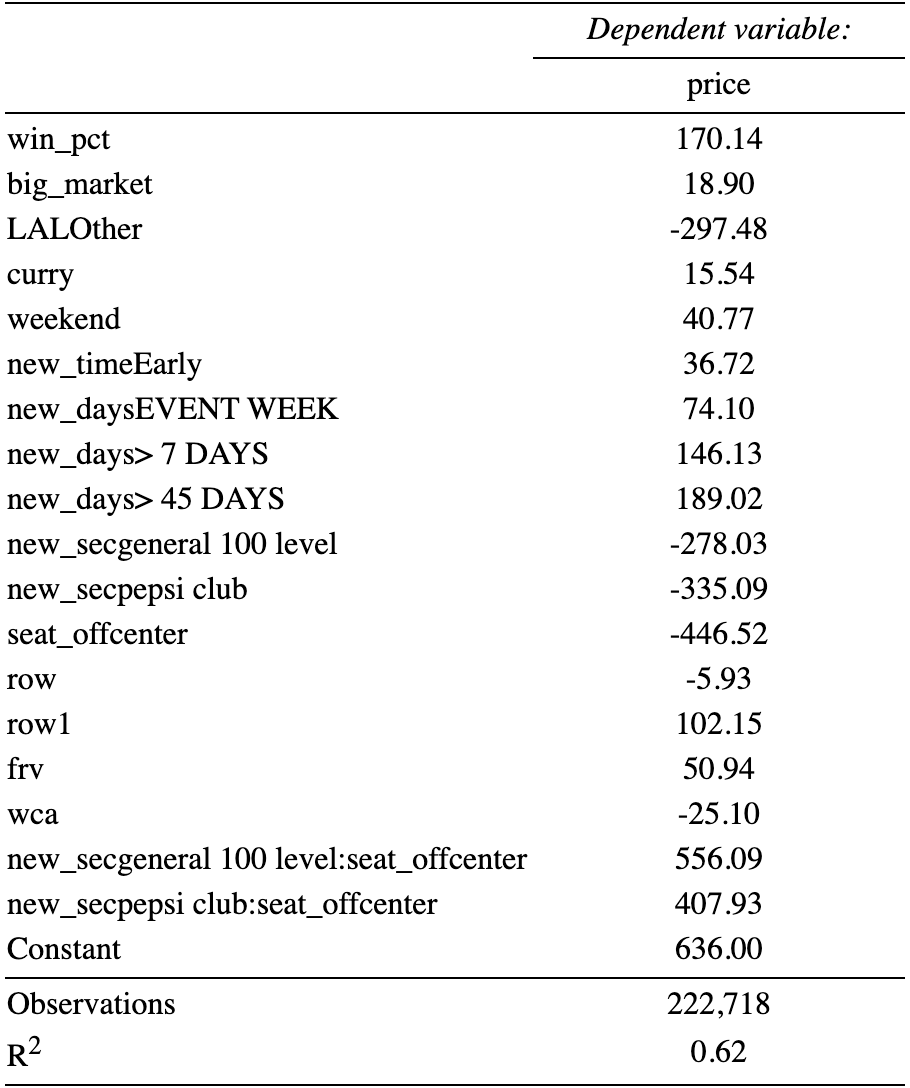 Dependent variable:
price
win_pct 170.14
big_market 18.90
LALOther -297.48
curry 15.54
weekend 40.77
new_timeEarly 36.72
new_daysEVENT WEEK 74.10
new_days> 7 DAYS 146.13
new_days> 45 DAYS 189.02
new_secgeneral 100 level -278.03
new_secpepsi club -335.09
seat_offcenter -446.52
row -5.93
row1 102.15
frv 50.94
wca -25.10
new_secgeneral 100 level:seat_offcenter 556.09
new_secpepsi club:seat_offcenter 407.93
Constant 636.00
Observations 222,718
R² 0.62